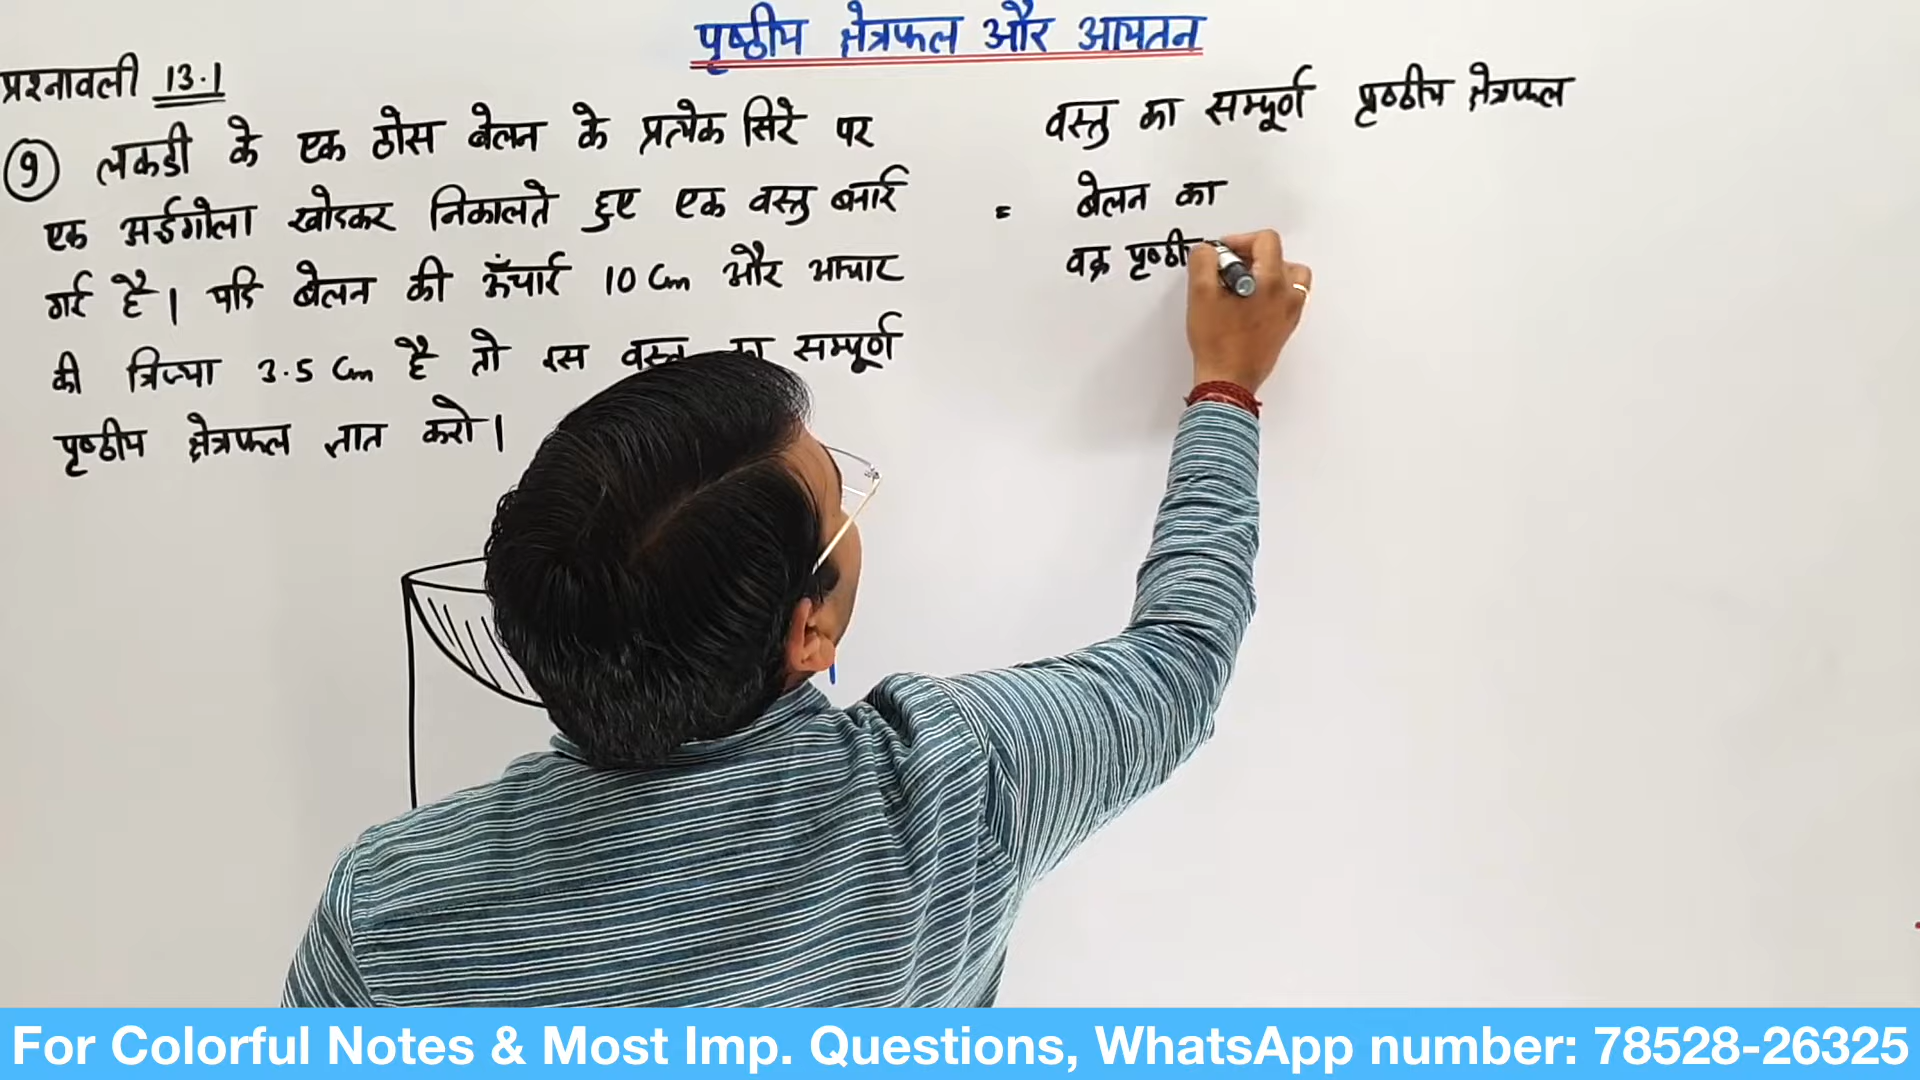 पृष्ठीय क्षेत्रफल और आयतन
प्रश्नावली 13.1
9 लकडी के एक ठोस बेलन के प्रत्येक सिरे पर
एक अर्द्धगोला खोदकर निकालते हुए एक वस्तु बनाई
गई है। यदि बेलन की ऊँचाई 10 Cm और आधार
की त्रिज्या 3.5 Cm है तो इस वस्तु का सम्पूर्ण
पृष्ठीय क्षेत्रफल ज्ञात करो।
वस्तु का सम्पूर्ण पृष्ठीय क्षेत्रफल
= बेलन का
वक्र पृष्ठीय
For Colorful Notes & Most Imp. Questions, WhatsApp number: 78528-26325